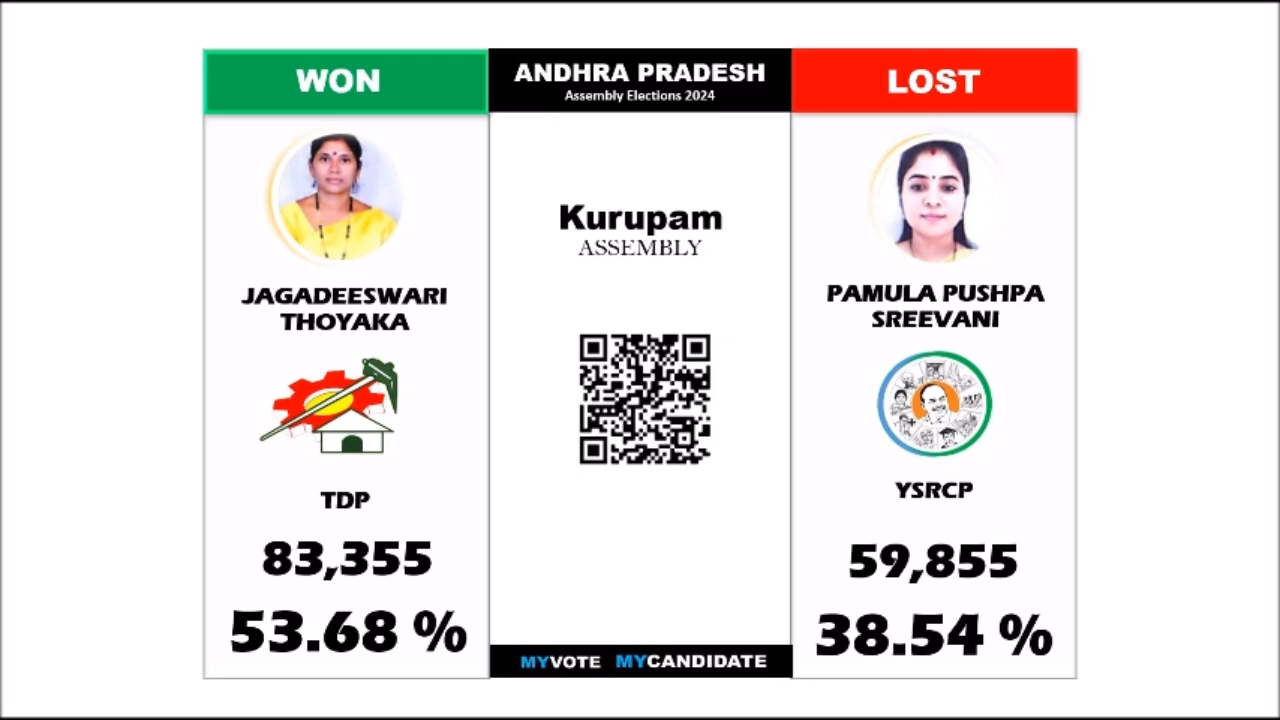 WON
JAGADEESWARI
THOYAKA
TDP
83,355
53.68 %
ANDHRA PRADESH
Assembly Elections 2024
Kurupam
ASSEMBLY
MYVOTE MYCANDIDATE
LOST
PAMULA PUSHPA
SREEVANI
YSRCP
59,855
38.54 %